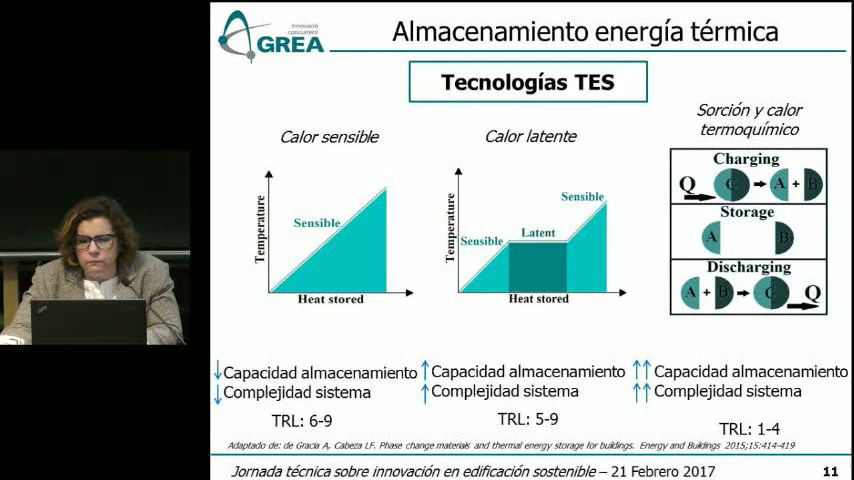 innovació
concurrent
GREA
Almacenamiento energía térmica
Tecnologías TES
Calor sensible
Temperature
Sensible
Heat stored
Calor latente
Temperature
Sensible
Latent
Sensible
Heat stored
Sorción y calor
termoquímico
Charging
Q C A + B
Storage
A B
Discharging
A + B C Q
↓Capacidad almacenamiento
↓Complejidad sistema
TRL: 6-9
↑Capacidad almacenamiento
↑Complejidad sistema
TRL: 5-9
↑↑Capacidad almacenamiento
↑↑Complejidad sistema
TRL: 1-4
Adaptado de: de Gracia A, Cabeza LF. Phase change materials and thermal energy storage for buildings. Energy and Buildings 2015;15:414-419
Jornada técnica sobre innovación en edificación sostenible – 21 Febrero 2017
11